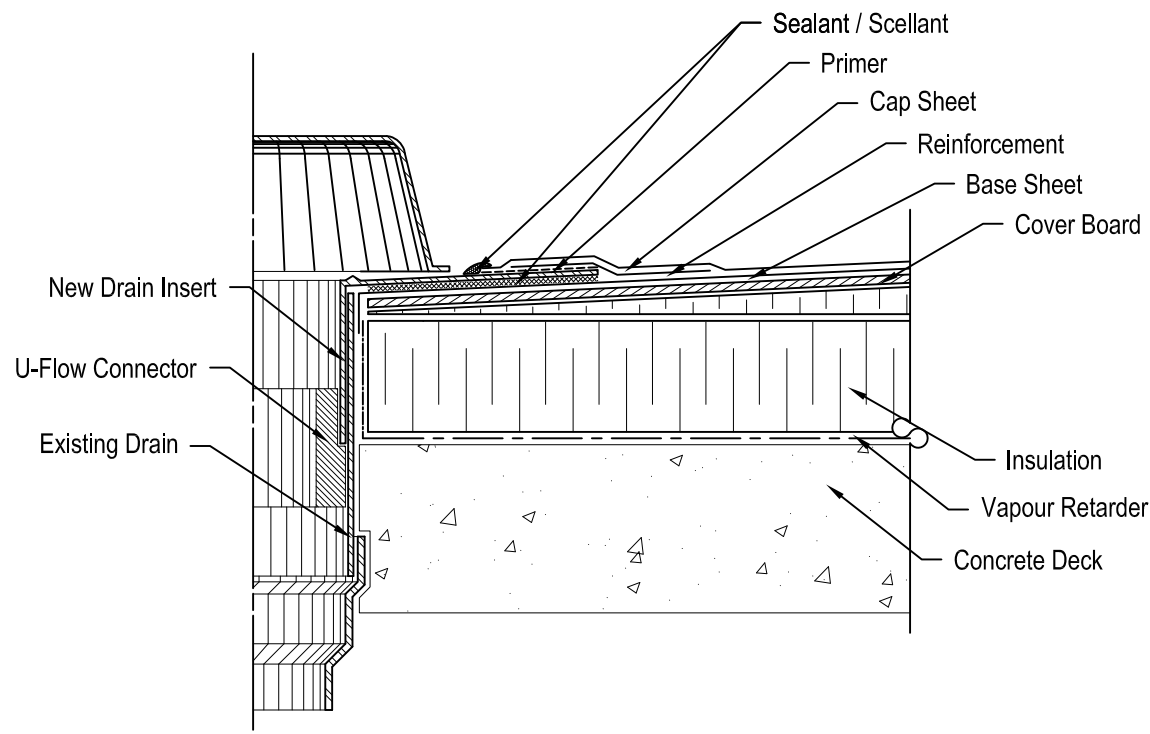 Sealant / Scellant
Primer
Cap Sheet
Reinforcement
Base Sheet
Cover Board
New Drain Insert
U-Flow Connector
Existing Drain
Insulation
Vapour Retarder
Concrete Deck